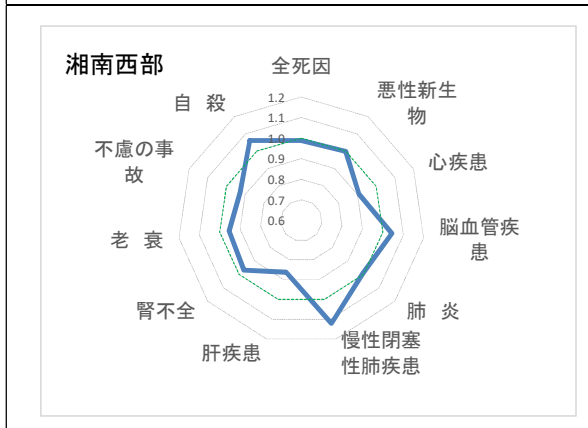 湘南西部
全死因
悪性新生
物
心疾患
脳血管疾
患
肺 炎
慢性閉塞
性肺疾患
肝疾患
腎不全
老 衰
不慮の事
故
自 殺
1.2
1.1
1.0
0.9
0.8
0.7
0.6